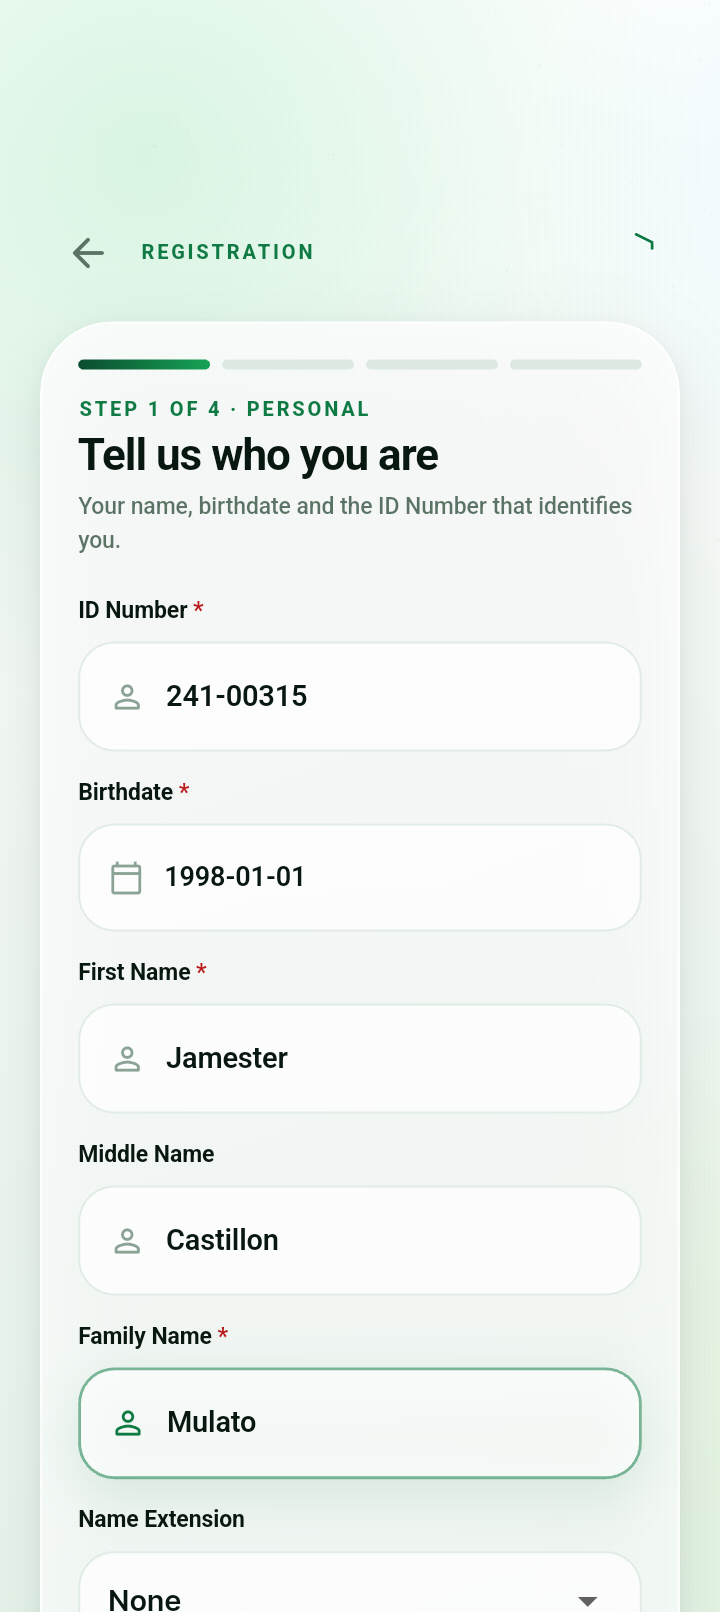 REGISTRATION
STEP 1 OF 4 · PERSONAL
Tell us who you are
Your name, birthdate and the ID Number that identifies
you.
ID Number *
241-00315
Birthdate *
1998-01-01
First Name *
Jamester
Middle Name
Castillon
Family Name *
Mulato
Name Extension
None